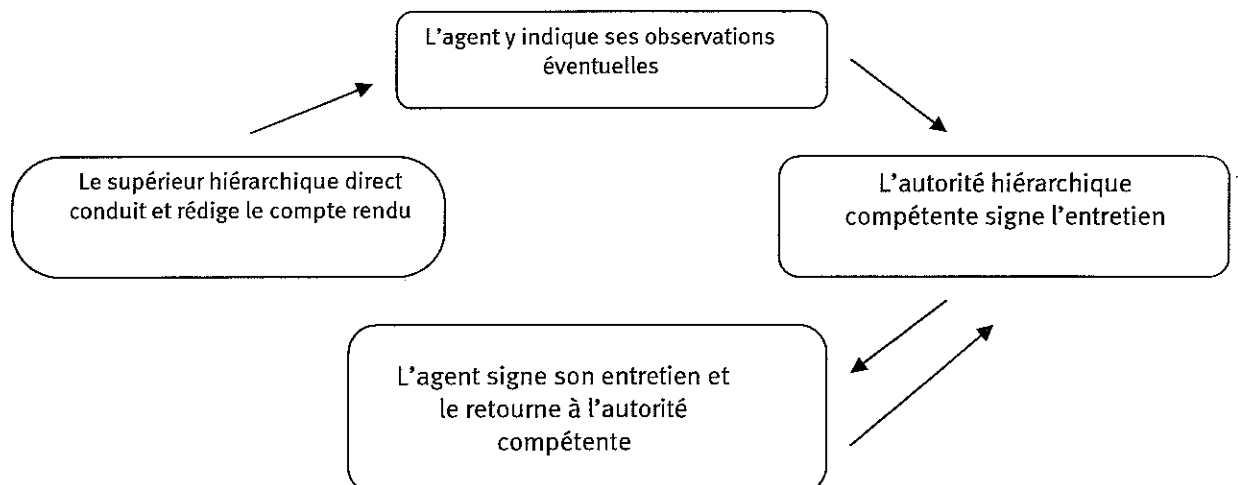 L'agent y indique ses observations
éventuelles
Le supérieur hiérarchique direct
conduit et rédige le compte rendu
L'autorité hiérarchique
compétente signe l'entretien
L'agent signe son entretien et
le retourne à l'autorité
compétente